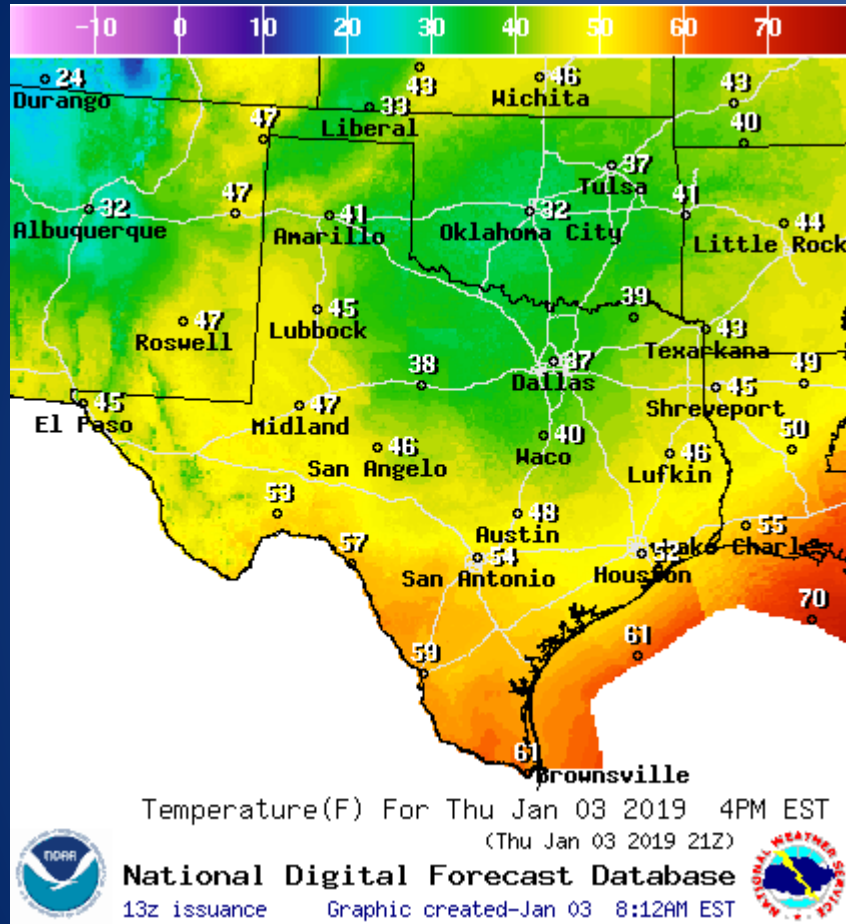 -10 0 10 20 30 40 50 60 70
24 43 46 43
Durango Wichita
33
Liberal
47 40
37
Tulsa
32 47 41 32 41 44
Albuquerque Amarillo Oklahoma City Little Rock
47 45 39 43
Roswell Lubbock Texarkana
38 37 49
Dallas
45 47 45
El Paso Midland Shreveport
46 40 46 50
San Angelo Waco Lufkin
53 48 55
Austin
57 54 52 Lake Charles
San Antonio Houston
70
59 61
61
Brownsville
Temperature(F) For Thu Jan 03 2019 4PM EST
(Thu Jan 03 2019 21Z)
NOAA
NATIONAL WEATHER SERVICE
National Digital Forecast Database
13z issuance Graphic created-Jan 03 8:12AM EST